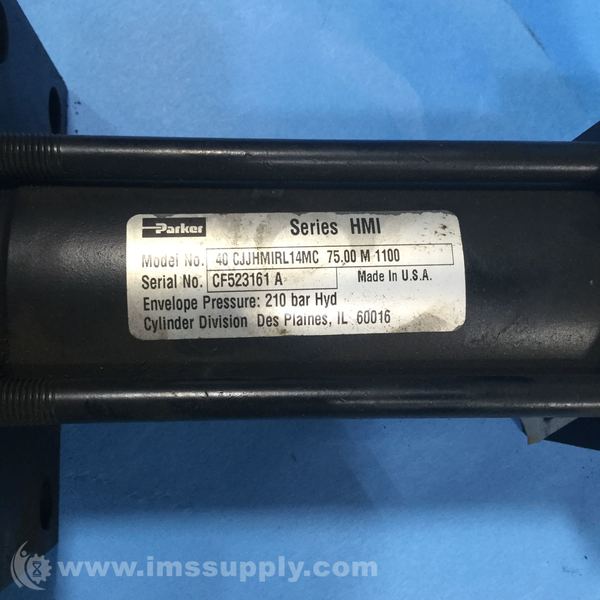 Parker
Series HMI
Model No. 40 CJJHMIRL14MC 75.00 M 1100
Serial No. CF523161 A Made In U.S.A.
Envelope Pressure: 210 bar Hyd
Cylinder Division Des Plaines, IL 60016
www.imssupply.com